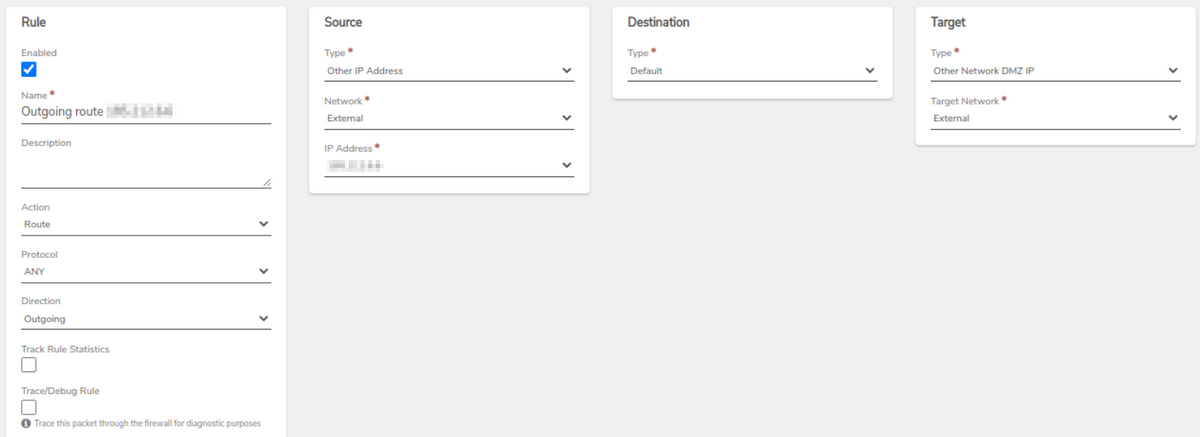 Rule
Enabled
Name *
Outgoing route
Description
Action
Route
Protocol
ANY
Direction
Outgoing
Track Rule Statistics
Trace/Debug Rule
Trace this packet through the firewall for diagnostic purposes
Source
Type *
Other IP Address
Network *
External
IP Address *
Destination
Type *
Default
Target
Type *
Other Network DMZ IP
Target Network *
External